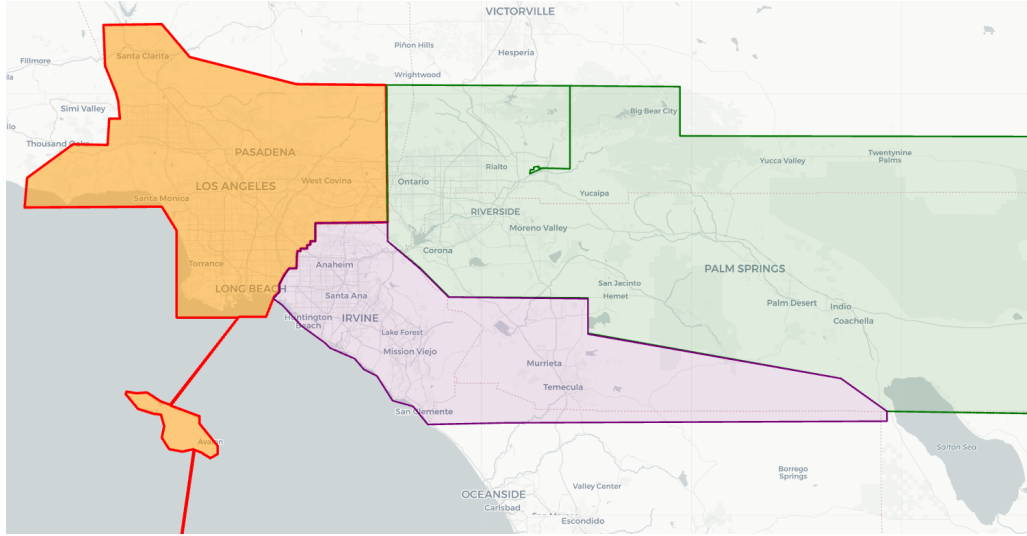 VICTORVILLE
Piñon Hills
Hesperia
Santa Clarita
Fillmore
Wrightwood
Simi Valley
Big Bear City
Thousand Oaks
PASADENA
Twentynine
Palms
Yucca Valley
Rialto
West Covina
Ontario
LOS ANGELES
Yucaipa
Santa Monica
RIVERSIDE
Moreno Valley
Corona
Torrance
Anaheim
PALM SPRINGS
San Jacinto
Hemet
LONG BEACH
Santa Ana
Palm Desert
Indio
Huntington
Beach
IRVINE
Coachella
Lake Forest
Mission Viejo
Murrieta
Temecula
San Clemente
Avalon
Salton Sea
Borrego
Springs
Valley Center
OCEANSIDE
Carlsbad
Escondido